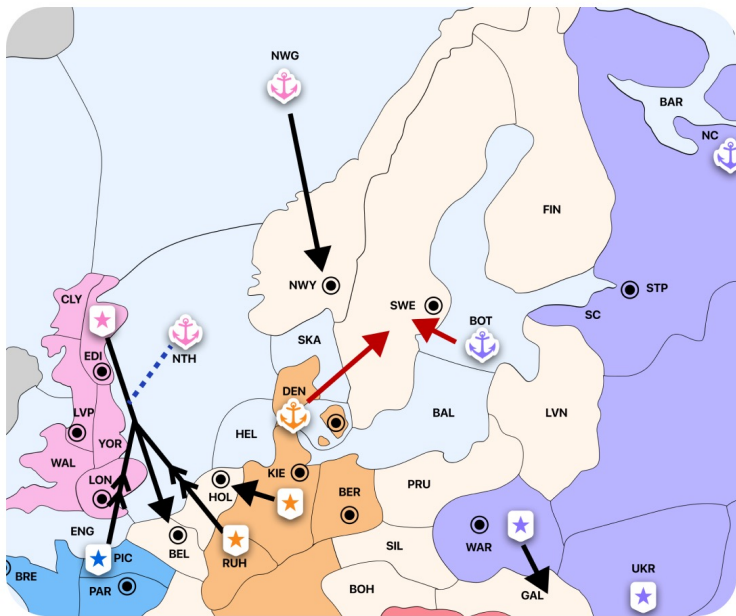 NWG
BAR
NC
FIN
CLY
NWY
SWE
STP
SC
BOT
NTH
SKA
EDI
DEN
BAL
LVN
LVP
YOR
HEL
WAL
KIE
PRU
LON
HOL
BER
ENG
BEL
WAR
PIC
RUH
SIL
UKR
BRE
PAR
BOH
GAL